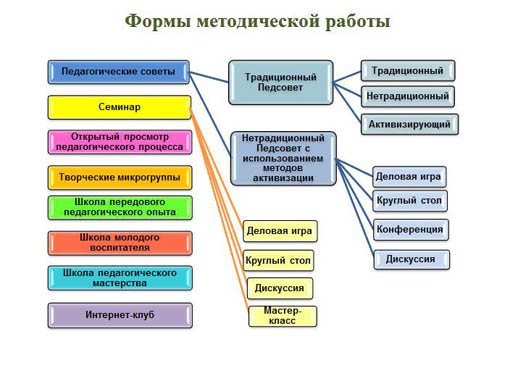 Формы методической работы
Педагогические советы
Семинар
Открытый просмотр
педагогического процесса
Творческие микрогруппы
Школа передового
педагогического опыта
Школа молодого
воспитателя
Школа педагогического
мастерства
Интернет-клуб
Традиционный
Педсовет
Нетрадиционный
Педсовет с
использованием
методов
активизации
Традиционный
Нетрадиционный
Активизирующий
Деловая игра
Круглый стол
Конференция
Дискуссия
Деловая игра
Круглый стол
Дискуссия
Мастер-
класс